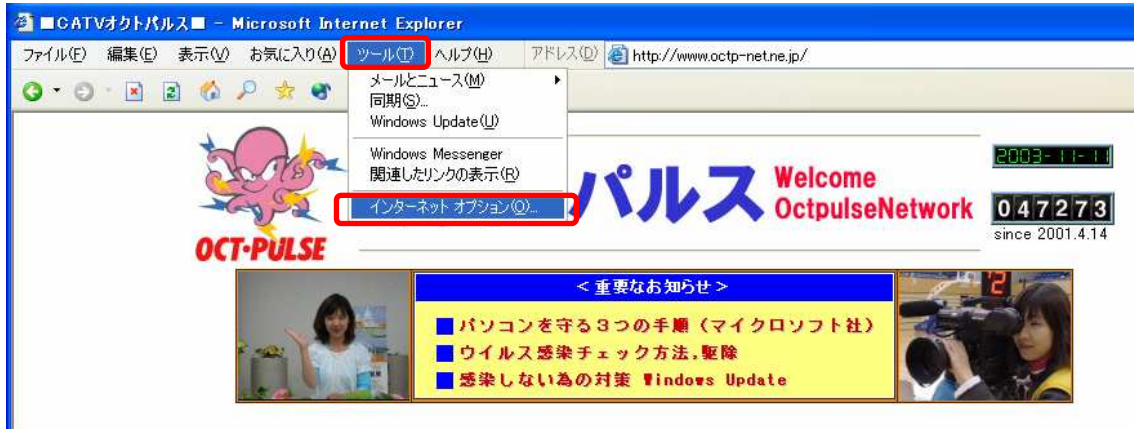 ■CATVオクトパルス■ - Microsoft Internet Explorer
ファイル(F) 編集(E) 表示(V) お気に入り(A) ツール(T) ヘルプ(H) アドレス(D) http://www.octp-net.ne.jp/
メールとニュース(M)
同期(S)...
Windows Update(U)
Windows Messenger
関連したリンクの表示(R)
インターネット オプション(O)...
OCT・PULSE
パルス
Welcome
OctpulseNetwork
2003-11-11
047273
since 2001.4.14
＜重要なお知らせ＞
■パソコンを守る３つの手順（マイクロソフト社）
■ウイルス感染チェック方法,駆除
■感染しない為の対策 Windows Update